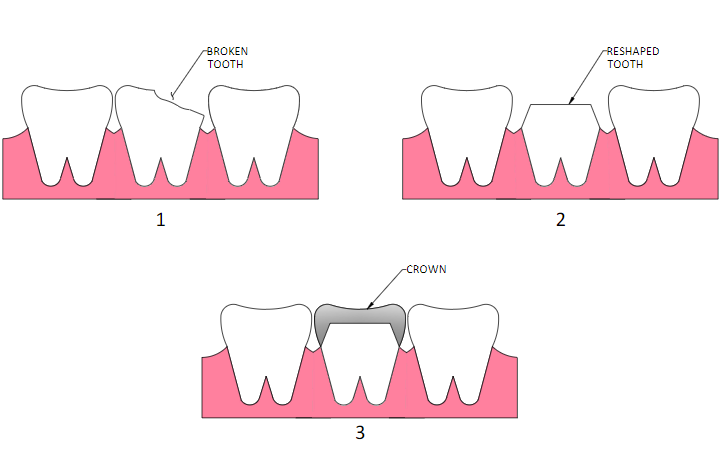 BROKEN
TOOTH
RESHAPED
TOOTH
1
2
CROWN
3